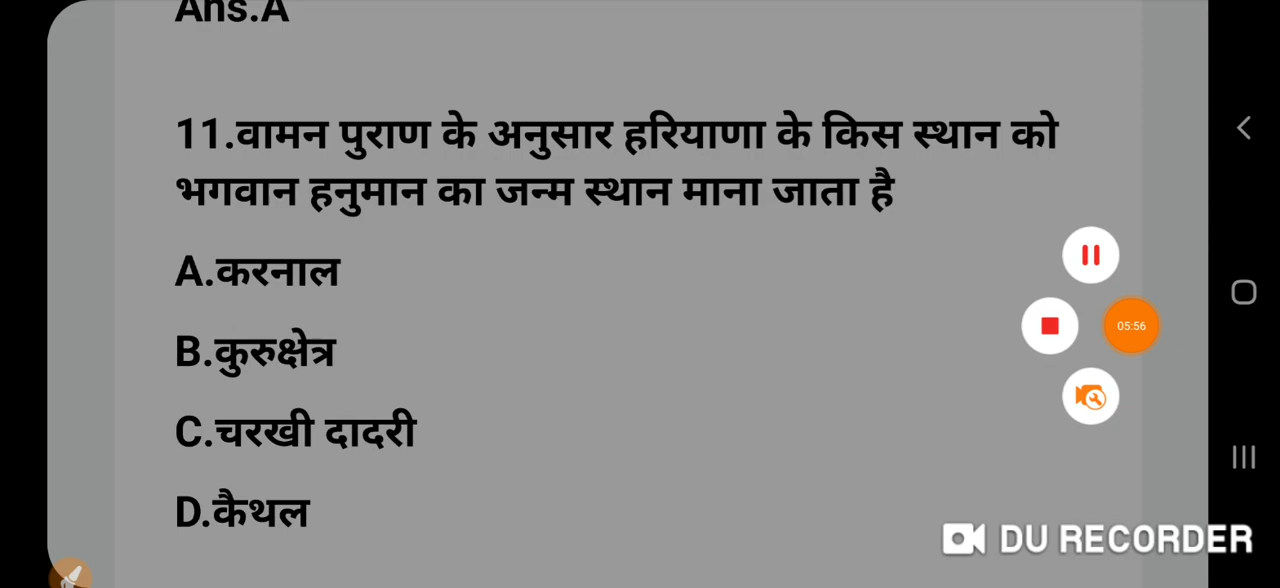 Ans.A
11.वामन पुराण के अनुसार हरियाणा के किस स्थान को
भगवान हनुमान का जन्म स्थान माना जाता है
A.करनाल
B.कुरुक्षेत्र
05:56
C.चरखी दादरी
D.कैथल
DU RECORDER